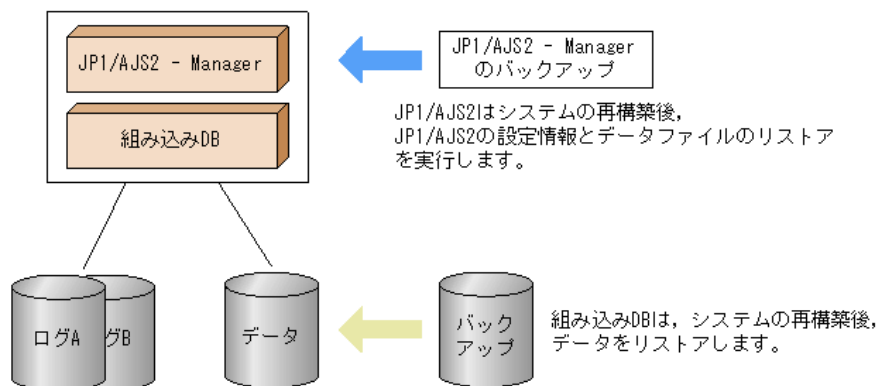 JP1/AJS2 - Manager
組み込みDB
JP1/AJS2 - Manager
のバックアップ
JP1/AJS2はシステムの再構築後，
JP1/AJS2の設定情報とデータファイルのリストア
を実行します。
ログA
グB
データ
バック
アップ
組み込みDBは，システムの再構築後，
データをリストアします。